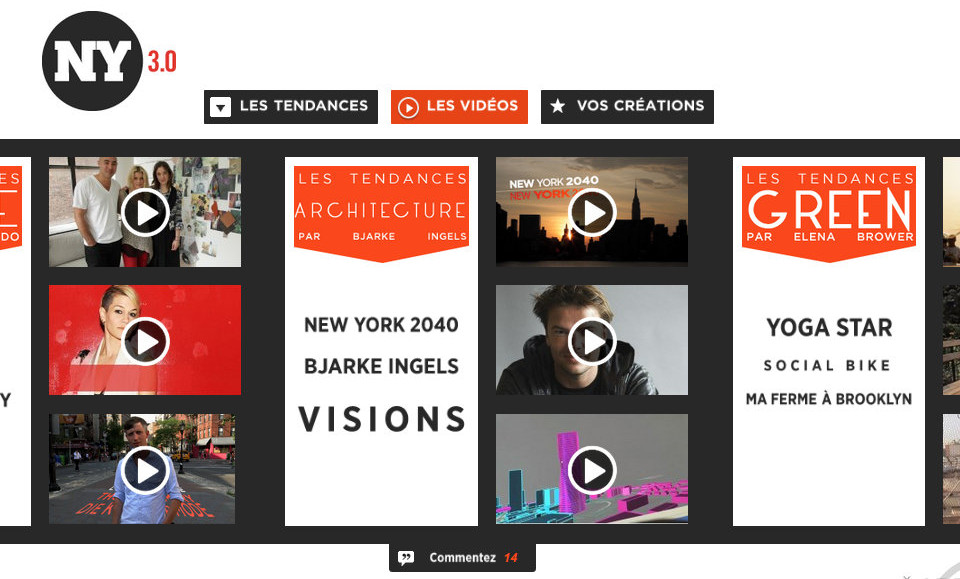 NY 3.0
LES TENDANCES
LES VIDÉOS
VOS CRÉATIONS
LES TENDANCES
ARCHITECTURE
PAR BJARKE INGELS
NEW YORK 2040
BJARKE INGELS
VISIONS
NEW YORK 2040
NEW YORK
LES TENDANCES
GREEN
PAR ELENA BROWER
YOGA STAR
SOCIAL BIKE
MA FERME À BROOKLYN
Commentez 14